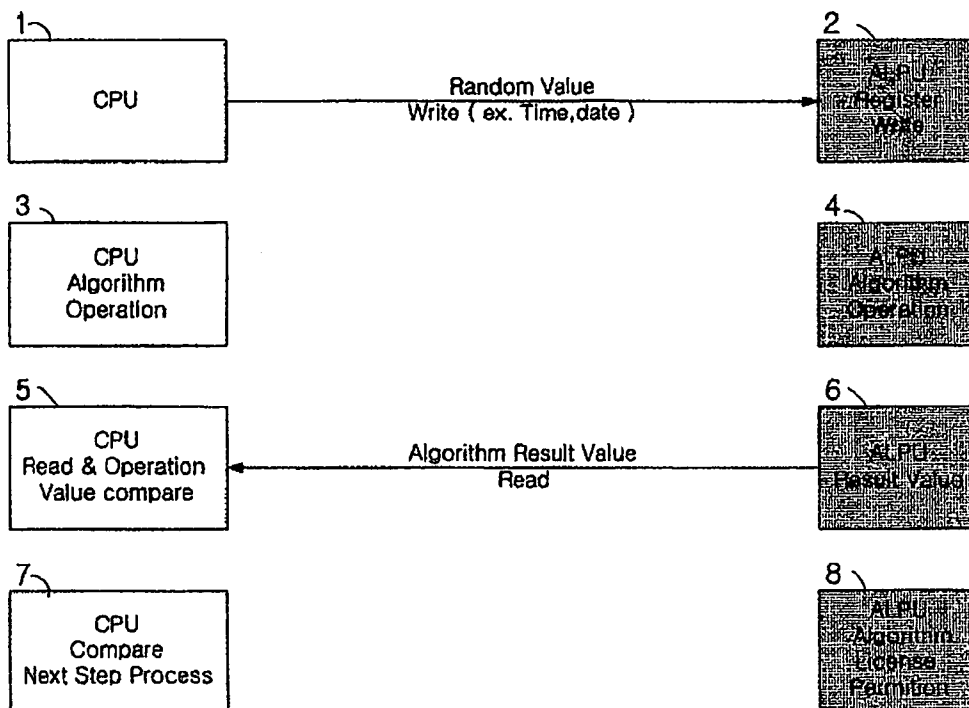 1
CPU
Random Value
Write ( ex. Time,date )
2
ALPU
Register
Write
3
CPU
Algorithm
Operation
4
ALPU
Algorithm
Operation
5
CPU
Read & Operation
Value compare
Algorithm Result Value
Read
6
ALPU
Result Value
7
CPU
Compare
Next Step Process
8
ALPU
Algorithm
License
Permition